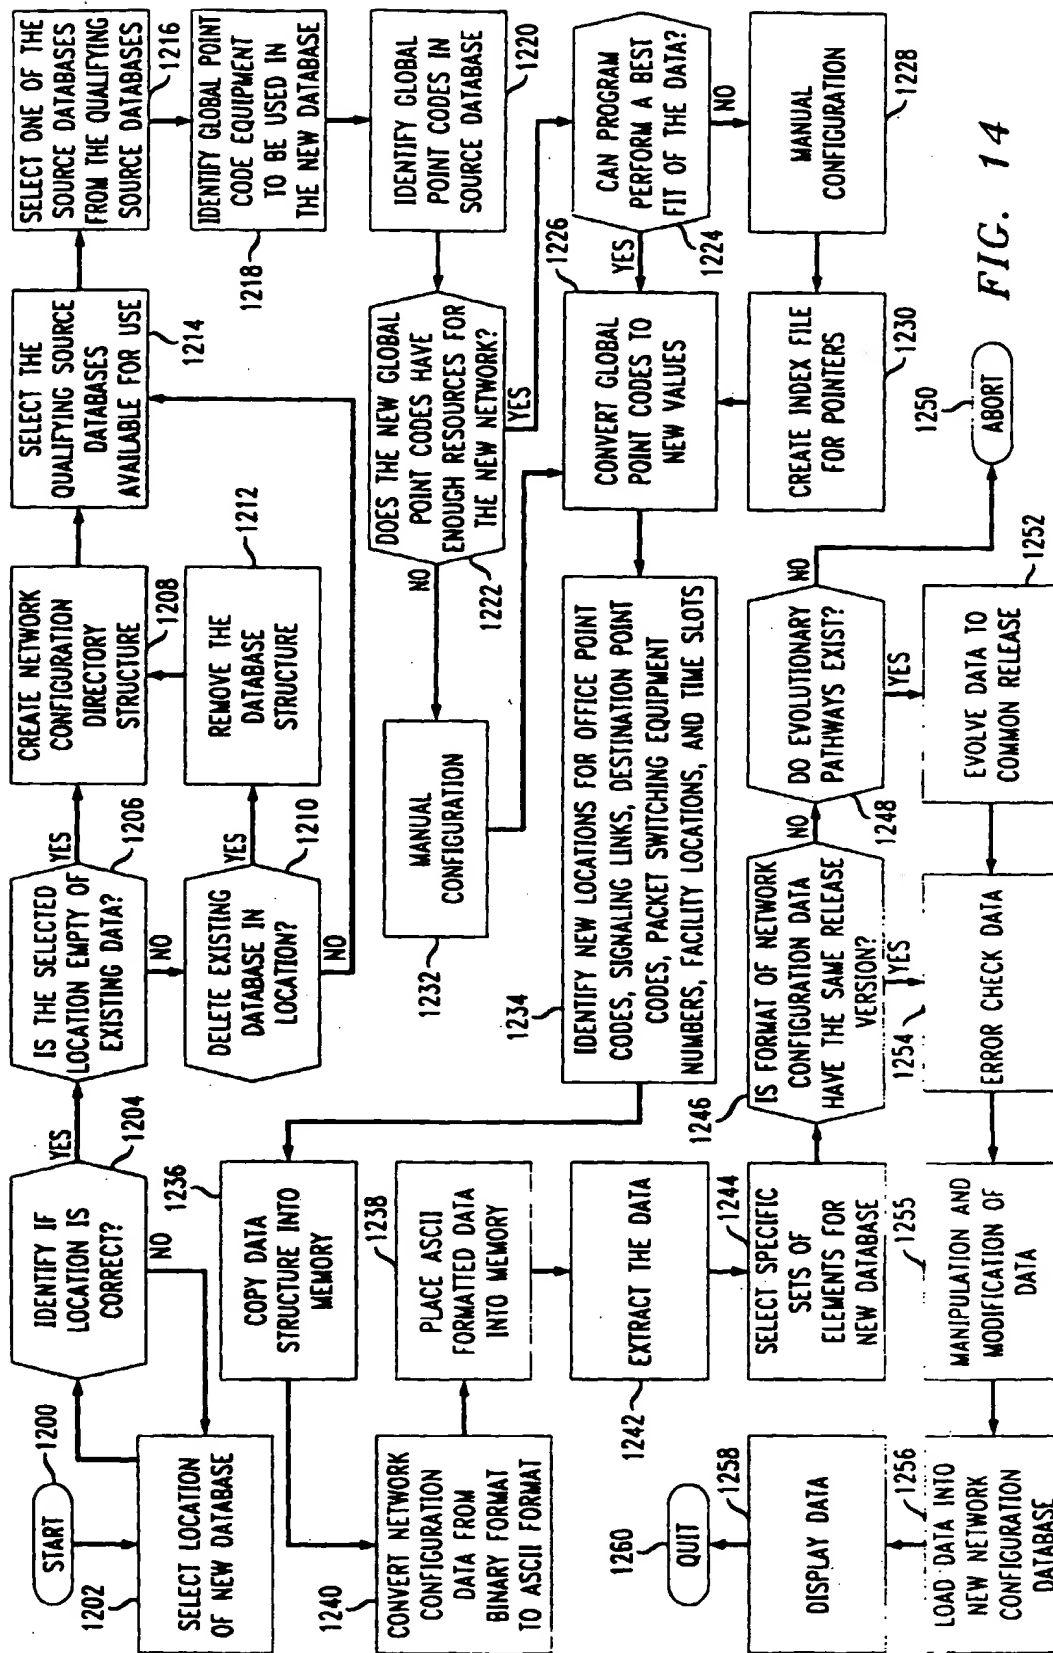 START
1200
SELECT LOCATION
OF NEW DATABASE
1202
IDENTIFY IF
LOCATION IS
CORRECT?
1204
YES
NO
IS THE SELECTED
LOCATION EMPTY OF
EXISTING DATA?
1206
YES
NO
CREATE NETWORK
CONFIGURATION
DIRECTORY
STRUCTURE
1208
DELETE EXISTING
DATABASE IN
LOCATION?
1210
YES
NO
REMOVE THE
DATABASE
STRUCTURE
1212
SELECT THE
QUALIFYING SOURCE
DATABASES
AVAILABLE FOR USE
1214
SELECT ONE OF THE
SOURCE DATABASES
FROM THE QUALIFYING
SOURCE DATABASES
1216
IDENTIFY GLOBAL POINT
CODE EQUIPMENT
TO BE USED IN
THE NEW DATABASE
1218
IDENTIFY GLOBAL
POINT CODES IN
SOURCE DATABASE
1220
DOES THE NEW GLOBAL
POINT CODES HAVE
ENOUGH RESOURCES FOR
THE NEW NETWORK?
1222
NO
YES
CAN PROGRAM
PERFORM A BEST
FIT OF THE DATA?
1224
YES
NO
CONVERT GLOBAL
POINT CODES TO
NEW VALUES
1226
MANUAL
CONFIGURATION
1228
CREATE INDEX FILE
FOR POINTERS
1230
MANUAL
CONFIGURATION
1232
IDENTIFY NEW LOCATIONS FOR OFFICE POINT
CODES, SIGNALING LINKS, DESTINATION POINT
CODES, PACKET SWITCHING EQUIPMENT
NUMBERS, FACILITY LOCATIONS, AND TIME SLOTS
1234
COPY DATA
STRUCTURE INTO
MEMORY
1236
CONVERT NETWORK
CONFIGURATION
DATA FROM
BINARY FORMAT
TO ASCII FORMAT
1240
PLACE ASCII
FORMATTED DATA
INTO MEMORY
1238
EXTRACT THE DATA
1242
SELECT SPECIFIC
SETS OF
ELEMENTS FOR
NEW DATABASE
1244
IS FORMAT OF NETWORK
CONFIGURATION DATA
HAVE THE SAME RELEASE
VERSION?
1246
NO
YES
DO EVOLUTIONARY
PATHWAYS EXIST?
1248
NO
YES
ABORT
1250
EVOLVE DATA TO
COMMON RELEASE
1252
ERROR CHECK DATA
1254
MANIPULATION AND
MODIFICATION OF
DATA
1255
LOAD DATA INTO
NEW NETWORK
CONFIGURATION
DATABASE
1256
DISPLAY DATA
1258
QUIT
1260
FIG. 14